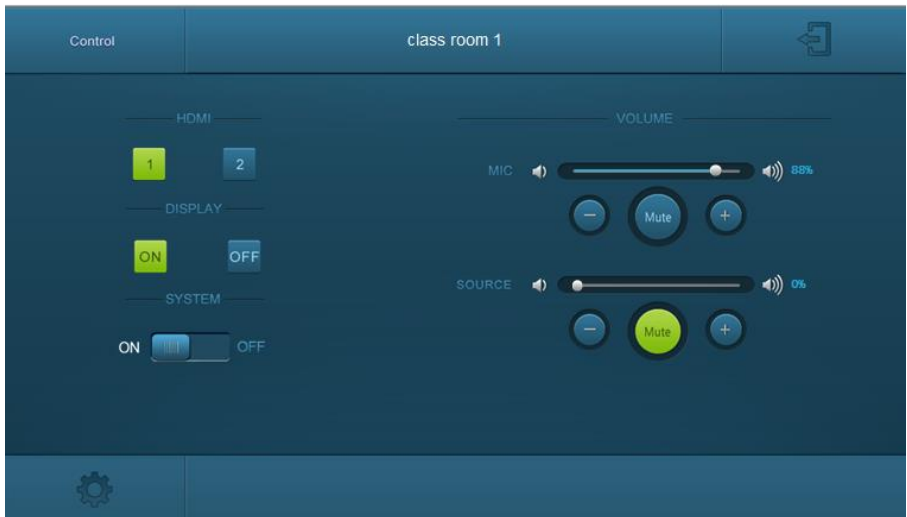 Control
class room 1
HDMI
1 2
DISPLAY
ON OFF
SYSTEM
ON OFF
VOLUME
MIC 88%
− Mute +
SOURCE 0%
− Mute +